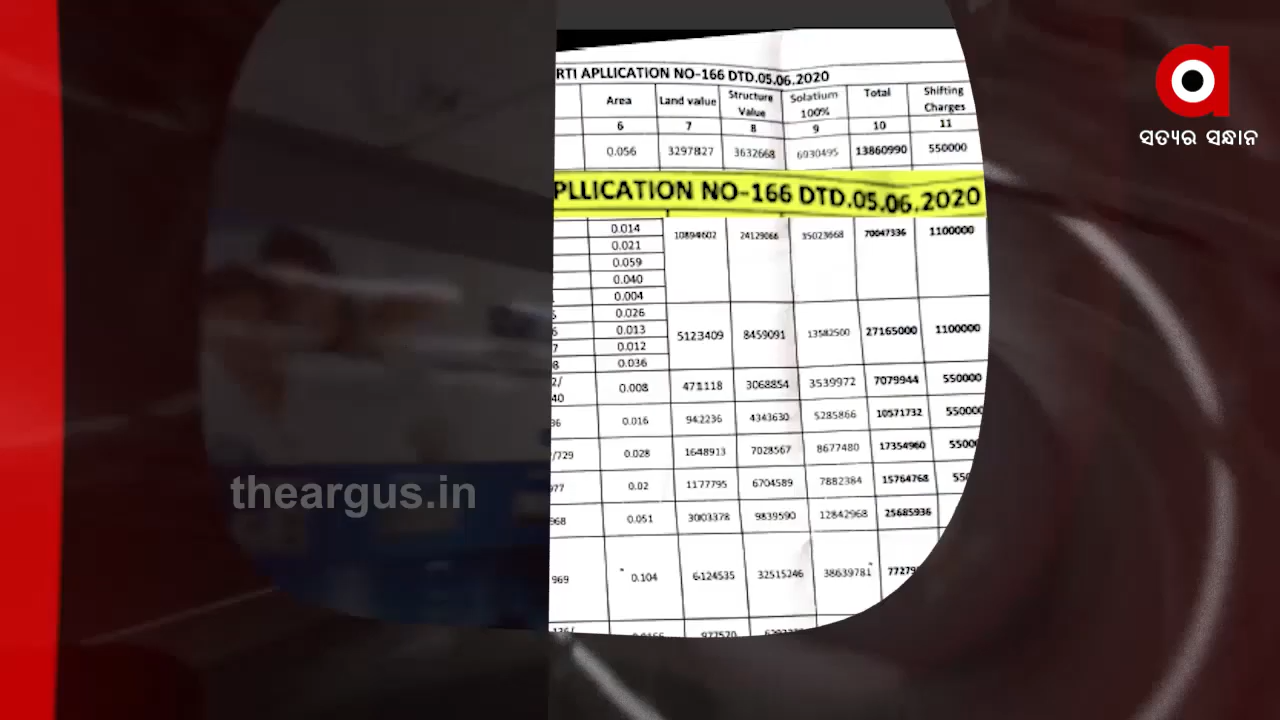 RTI APLLICATION NO-166 DTD.05.06.2020
Area Land value Structure Value Solatium 100% Total Shifting Charges
6 7 8 9 10 11
0.056 3297827 3632668 6930495 13860990 550000
PLLICATION NO-166 DTD.05.06.2020
0.014 10894602 24129066 35023668 70047336 1100000
0.021
0.059
0.040
0.004
0.026
0.013 5123409 8459091 13582500 27165000 1100000
0.012
0.036
0.008 471118 3068854 3539972 7079944 550000
0.016 942236 4343630 5285866 10571732 550000
/729 0.028 1648913 7028567 8677480 17354960
977 0.02 1177795 6704589 7882384 15764768
968 0.051 3003378 9839590 12842968 25685936
969 0.104 6124535 32515246 38639781
theargus.in
ସତ୍ୟର ସନ୍ଧାନ